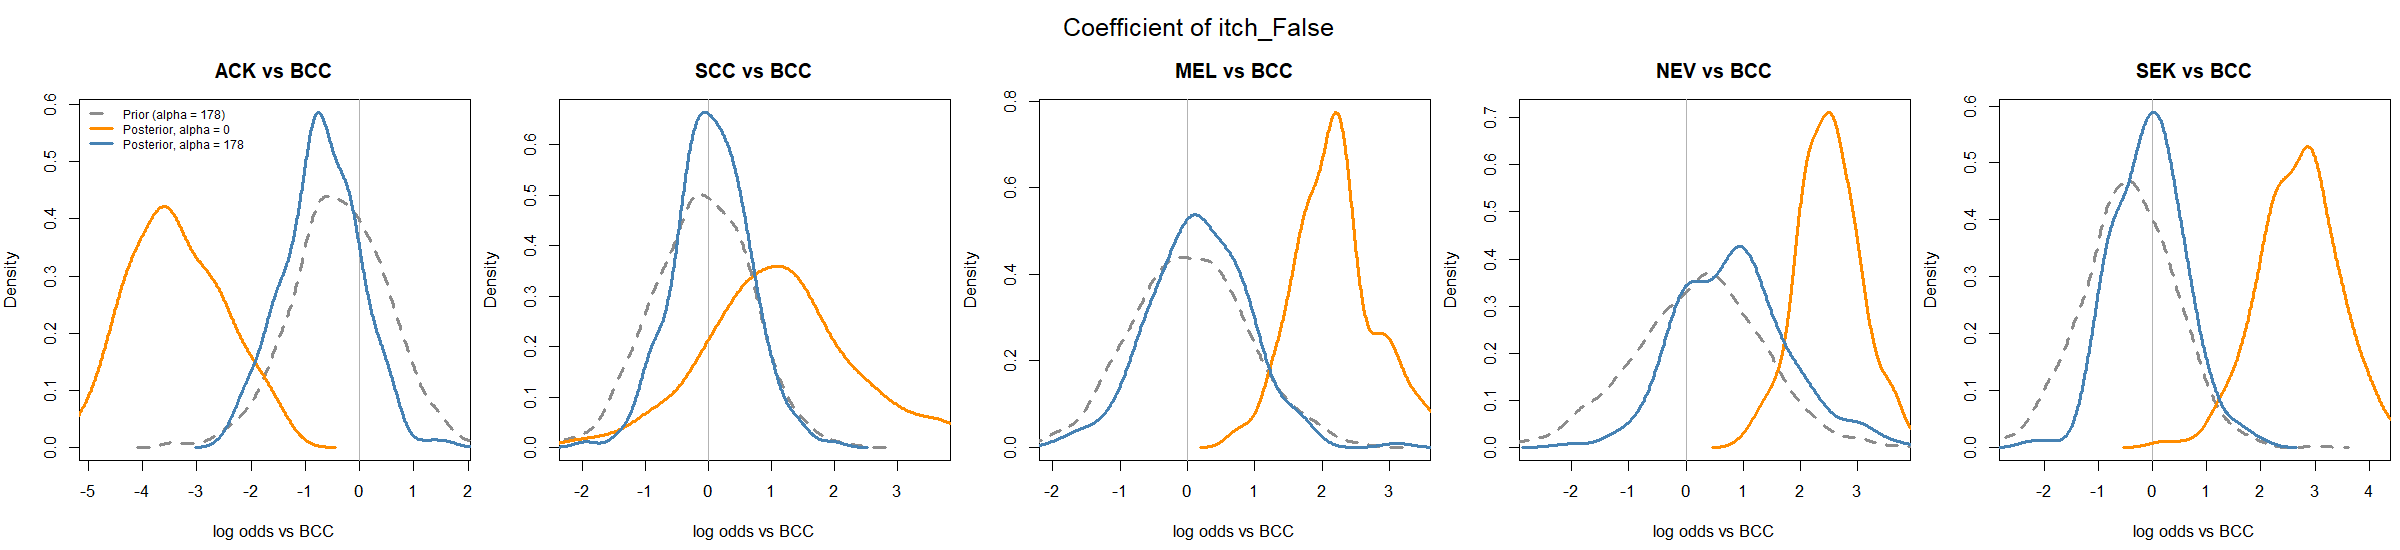 Coefficient of itch_False
ACK vs BCC
Prior (alpha = 178)
Posterior, alpha = 0
Posterior, alpha = 178
Density
0.0 0.1 0.2 0.3 0.4 0.5 0.6
-5 -4 -3 -2 -1 0 1 2
log odds vs BCC
SCC vs BCC
Density
0.0 0.1 0.2 0.3 0.4 0.5 0.6
-2 -1 0 1 2 3
log odds vs BCC
MEL vs BCC
Density
0.0 0.2 0.4 0.6 0.8
-2 -1 0 1 2 3
log odds vs BCC
NEV vs BCC
Density
0.0 0.1 0.2 0.3 0.4 0.5 0.6 0.7
-2 -1 0 1 2 3
log odds vs BCC
SEK vs BCC
Density
0.0 0.1 0.2 0.3 0.4 0.5 0.6
-2 -1 0 1 2 3 4
log odds vs BCC